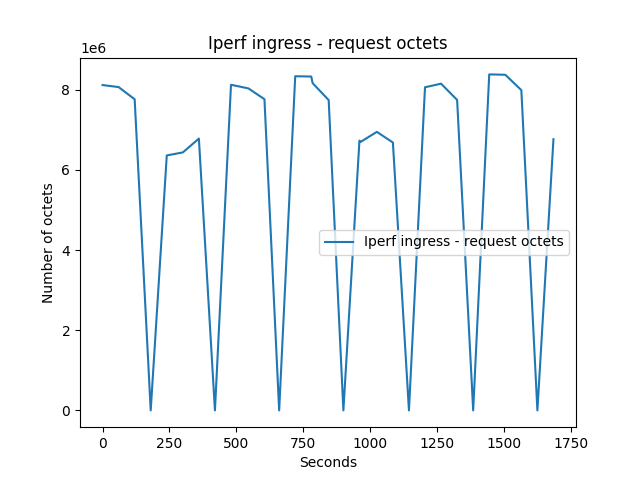 Iperf ingress - request octets
1e6
8
6
4
2
0
Number of octets
Iperf ingress - request octets
0 250 500 750 1000 1250 1500 1750
Seconds